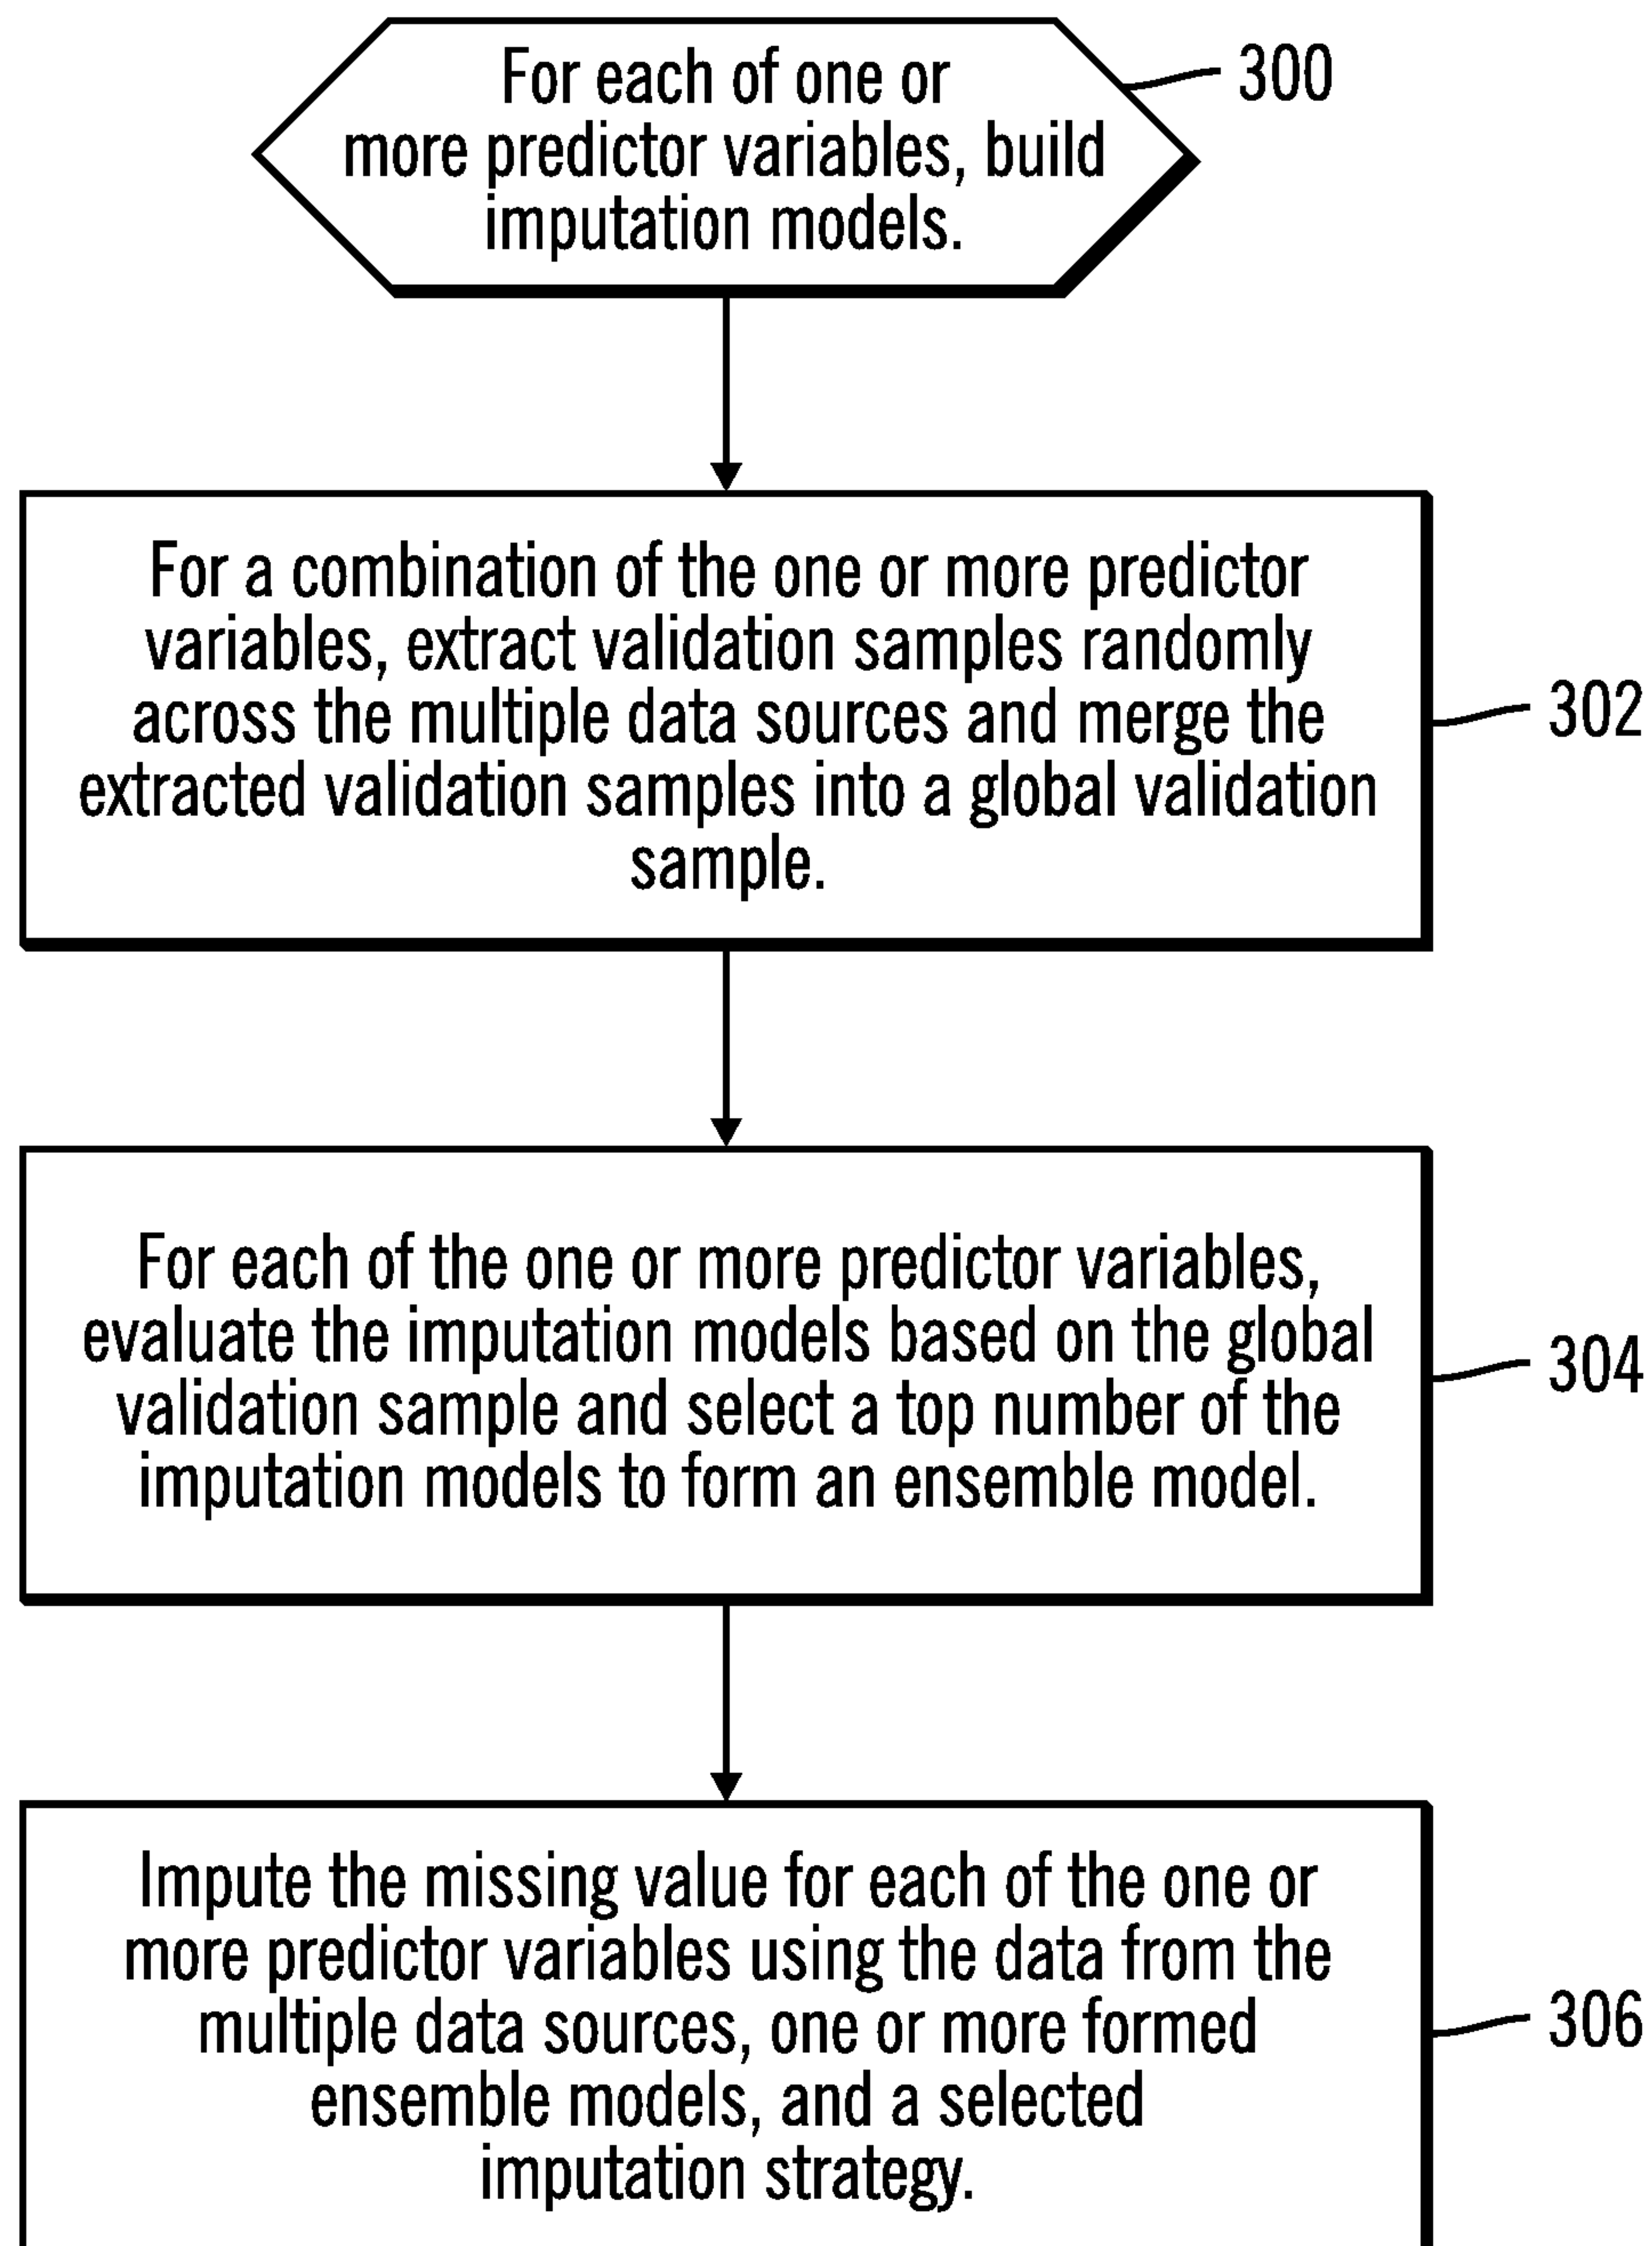 For each of one or
more predictor variables, build
imputation models.
300
For a combination of the one or more predictor
variables, extract validation samples randomly
across the multiple data sources and merge the
extracted validation samples into a global validation
sample.
302
For each of the one or more predictor variables,
evaluate the imputation models based on the global
validation sample and select a top number of the
imputation models to form an ensemble model.
304
Impute the missing value for each of the one or
more predictor variables using the data from the
multiple data sources, one or more formed
ensemble models, and a selected
imputation strategy.
306